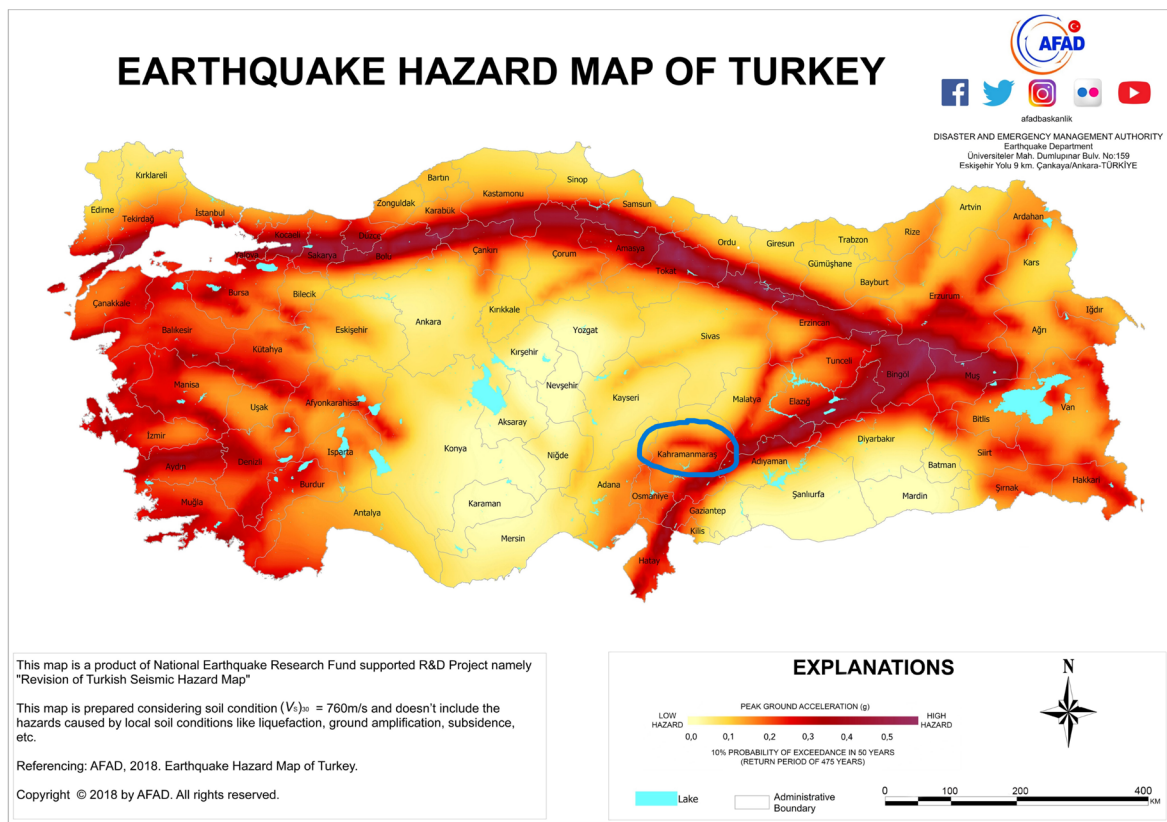 AFAD
EARTHQUAKE HAZARD MAP OF TURKEY
afadbaskanlik
DISASTER AND EMERGENCY MANAGEMENT AUTHORITY
Earthquake Department
Üniversiteler Mah. Dumlupınar Bulv. No:159
Eskişehir Yolu 9 km. Çankaya/Ankara-TÜRKİYE
Kırklareli
Edirne
Tekirdağ
İstanbul
Kocaeli
Yalova
Sakarya
Düzce
Bolu
Zonguldak
Bartın
Karabük
Kastamonu
Sinop
Samsun
Çankırı
Çorum
Amasya
Tokat
Ordu
Giresun
Trabzon
Gümüşhane
Bayburt
Rize
Artvin
Ardahan
Kars
Erzurum
Iğdır
Ağrı
Çanakkale
Balıkesir
Bursa
Bilecik
Eskişehir
Kütahya
Ankara
Kırıkkale
Kırşehir
Yozgat
Sivas
Erzincan
Tunceli
Bingöl
Muş
Manisa
Uşak
Afyonkarahisar
Nevşehir
Kayseri
Malatya
Elazığ
Bitlis
Van
İzmir
Aydın
Denizli
Isparta
Burdur
Konya
Aksaray
Niğde
Kahramanmaraş
Adıyaman
Diyarbakır
Batman
Siirt
Şırnak
Hakkari
Muğla
Antalya
Karaman
Mersin
Adana
Osmaniye
Gaziantep
Kilis
Hatay
Şanlıurfa
Mardin
This map is a product of National Earthquake Research Fund supported R&D Project namely
"Revision of Turkish Seismic Hazard Map"
This map is prepared considering soil condition (Vs)30 = 760m/s and doesn't include the
hazards caused by local soil conditions like liquefaction, ground amplification, subsidence,
etc.
Referencing: AFAD, 2018. Earthquake Hazard Map of Turkey.
Copyright © 2018 by AFAD. All rights reserved.
EXPLANATIONS
PEAK GROUND ACCELERATION (g)
LOW
HAZARD
HIGH
HAZARD
0,0 0,1 0,2 0,3 0,4 0,5
10% PROBABILITY OF EXCEEDANCE IN 50 YEARS
(RETURN PERIOD OF 475 YEARS)
Lake
Administrative
Boundary
N
0 100 200 400
KM